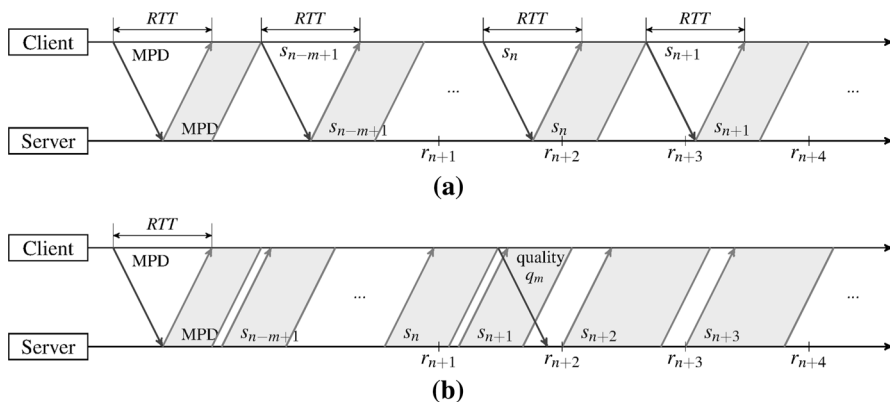 RTT RTT RTT RTT
Client
MPD s_{n-m+1} s_n s_{n+1}
... ...
MPD s_{n-m+1} s_n s_{n+1}
Server
r_{n+1} r_{n+2} r_{n+3} r_{n+4}
(a)
RTT
Client
MPD quality
q_m
... ...
MPD s_{n-m+1} s_n s_{n+1} s_{n+2} s_{n+3}
Server
r_{n+1} r_{n+2} r_{n+3} r_{n+4}
(b)